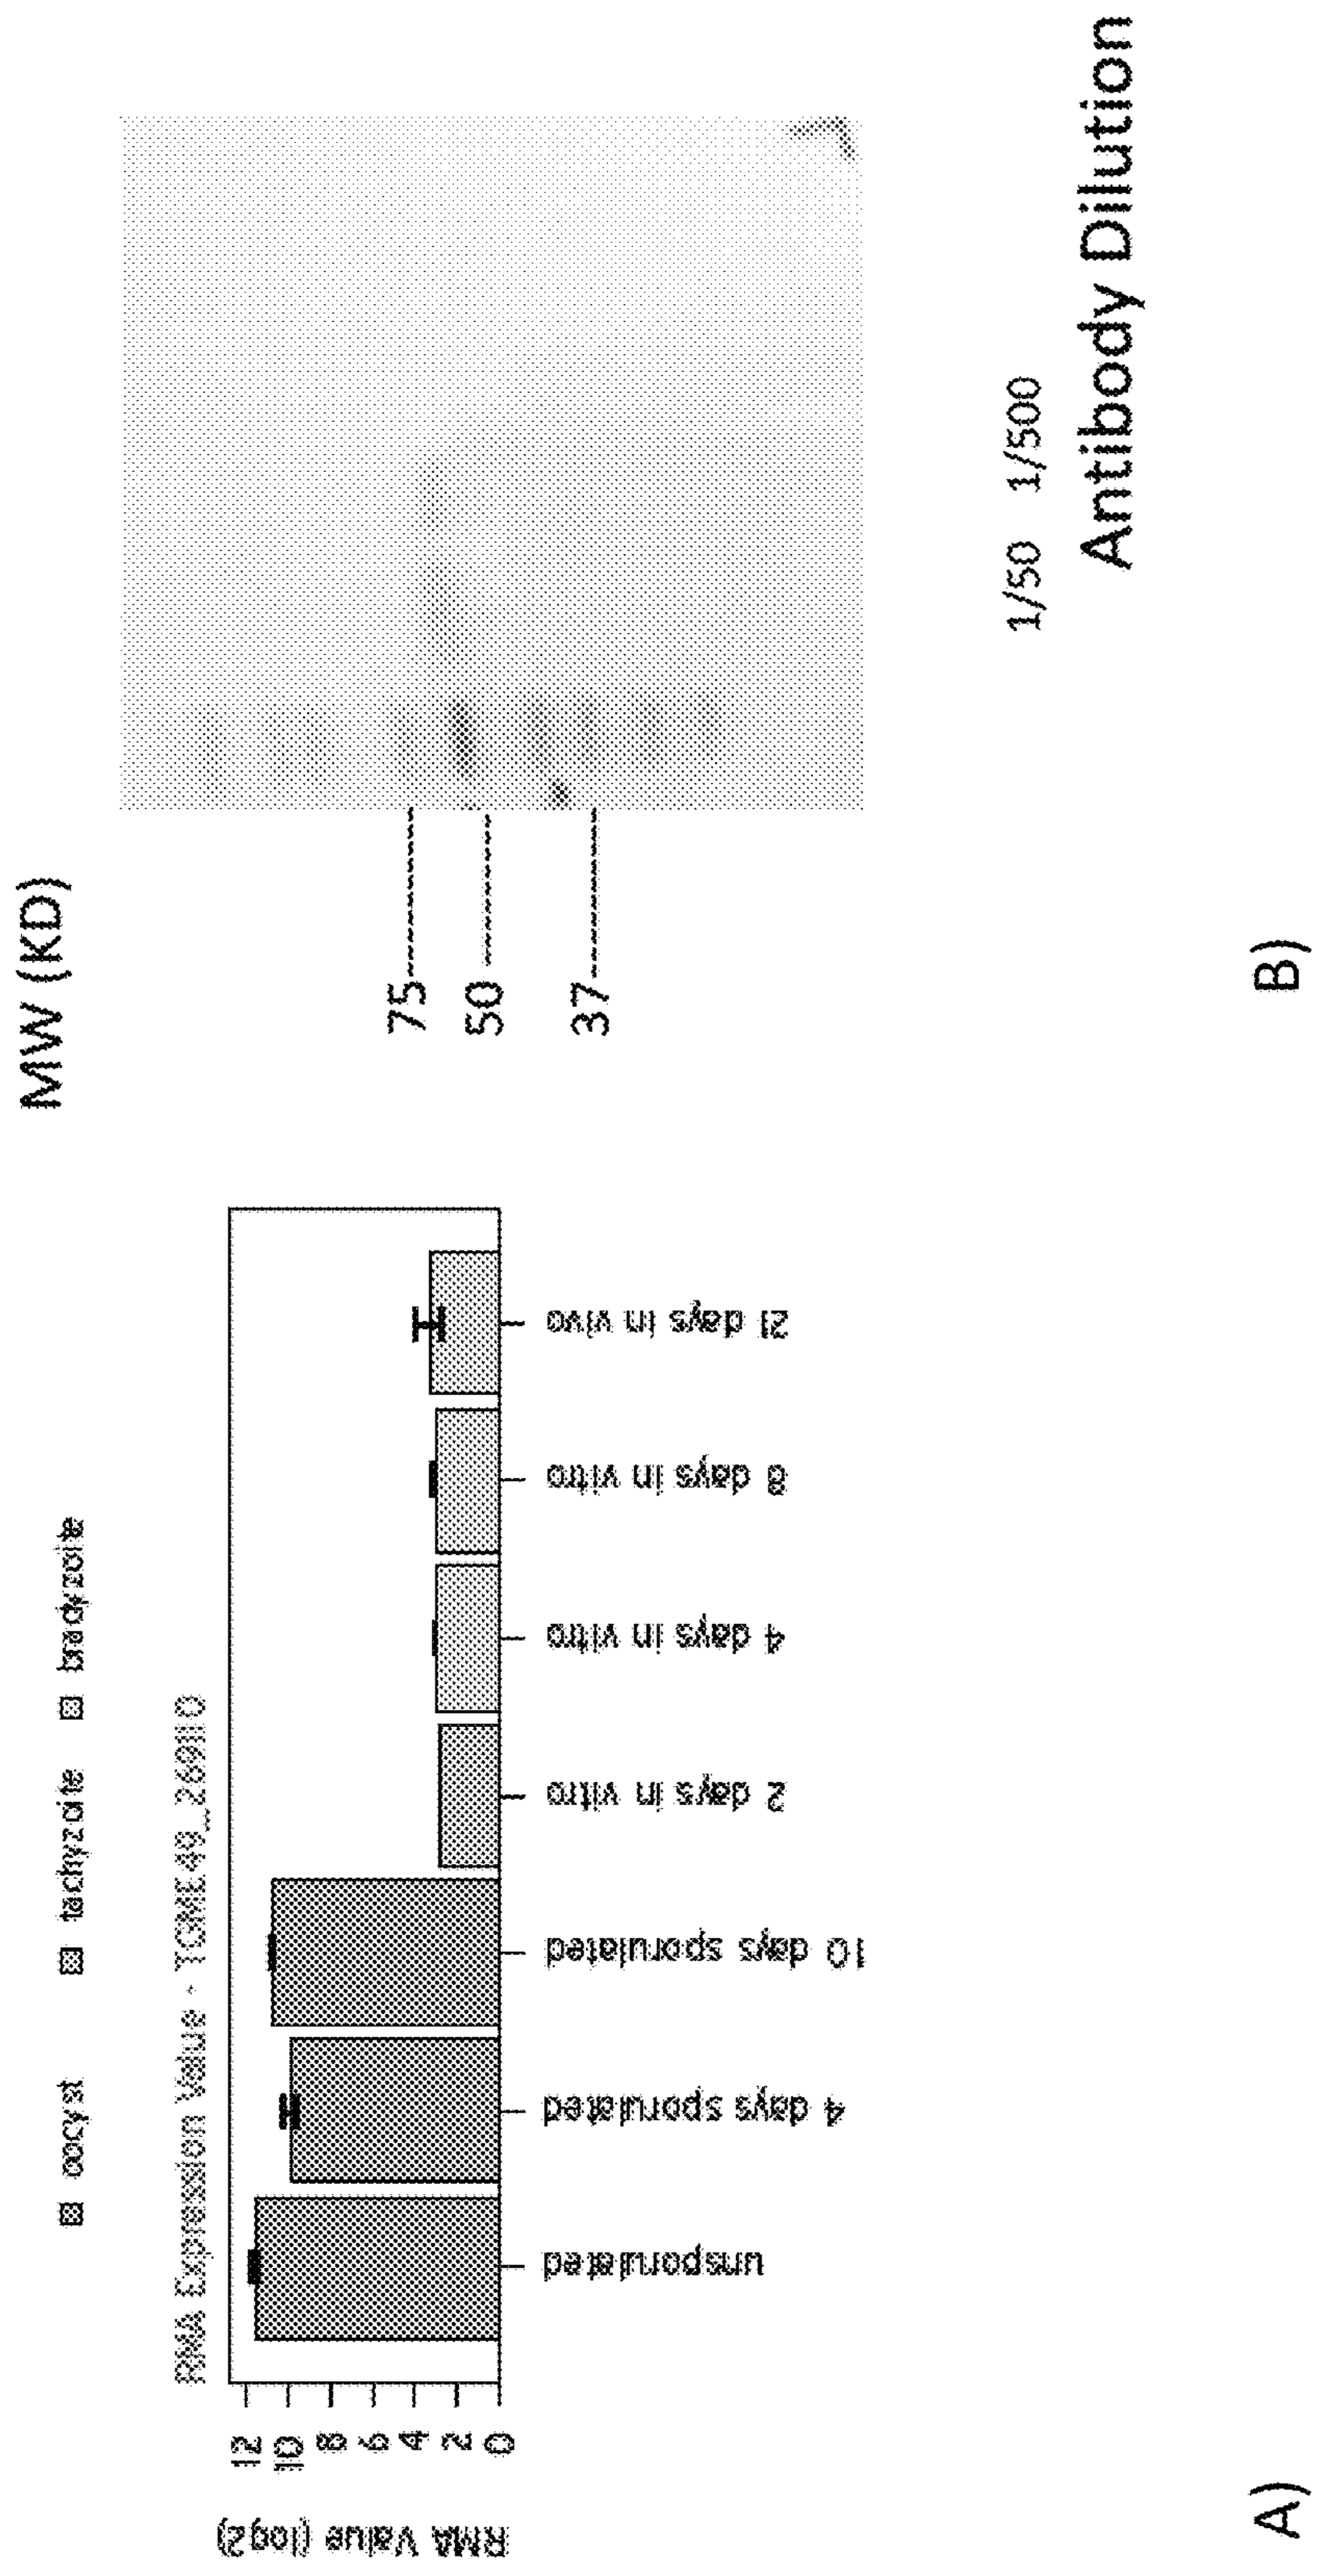 oocyst tachyzoite bradyzoite
RMA Expression Value - TGME49_269110
RMA Value (log2)
12
10
8
6
4
2
0
unsporulated
4 days sporulated
10 days sporulated
2 days in vitro
4 days in vitro
8 days in vitro
21 days in vivo
A)
MW (KD)
75
50
37
1/50 1/500
Antibody Dilution
B)